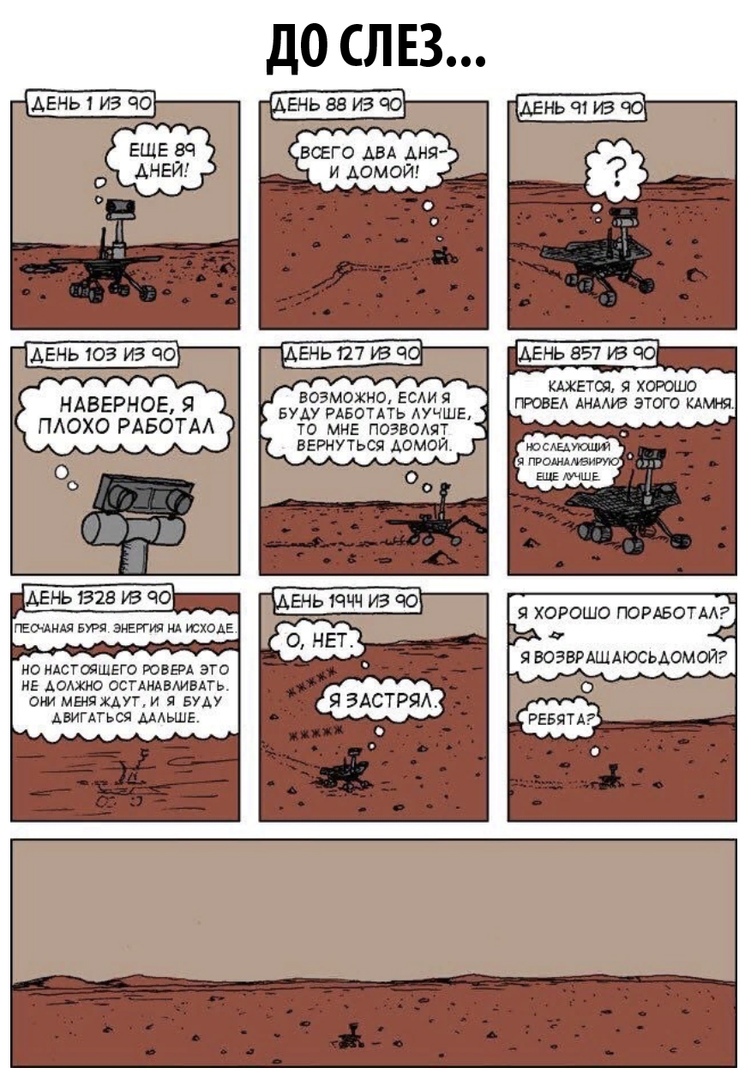 ДО СЛЕЗ...
ДЕНЬ 1 ИЗ 90
ЕЩЕ 89
ДНЕЙ!
ДЕНЬ 88 ИЗ 90
ВСЕГО ДВА ДНЯ-
И ДОМОЙ!
ДЕНЬ 91 ИЗ 90
?
ДЕНЬ 103 ИЗ 90
НАВЕРНОЕ, Я
ПЛОХО РАБОТАЛ
ДЕНЬ 127 ИЗ 90
ВОЗМОЖНО, ЕСЛИ Я
БУДУ РАБОТАТЬ ЛУЧШЕ,
ТО МНЕ ПОЗВОЛЯТ
ВЕРНУТЬСЯ ДОМОЙ.
ДЕНЬ 857 ИЗ 90
КАЖЕТСЯ, Я ХОРОШО
ПРОВЕЛ АНАЛИЗ ЭТОГО КАМНЯ.
НО СЛЕДУЮЩИЙ
Я ПРОАНАЛИЗИРУЮ
ЕЩЕ ЛУЧШЕ.
ДЕНЬ 1328 ИЗ 90
ПЕСЧАНАЯ БУРЯ. ЭНЕРГИЯ НА ИСХОДЕ.
НО НАСТОЯЩЕГО РОВЕРА ЭТО
НЕ ДОЛЖНО ОСТАНАВЛИВАТЬ.
ОНИ МЕНЯ ЖДУТ, И Я БУДУ
ДВИГАТЬСЯ ДАЛЬШЕ.
ДЕНЬ 1944 ИЗ 90
О, НЕТ.
ЖЖЖЖЖ
Я ЗАСТРЯЛ.
ЖЖЖЖЖ
Я ХОРОШО ПОРАБОТАЛ?
Я ВОЗВРАЩАЮСЬ ДОМОЙ?
РЕБЯТА?